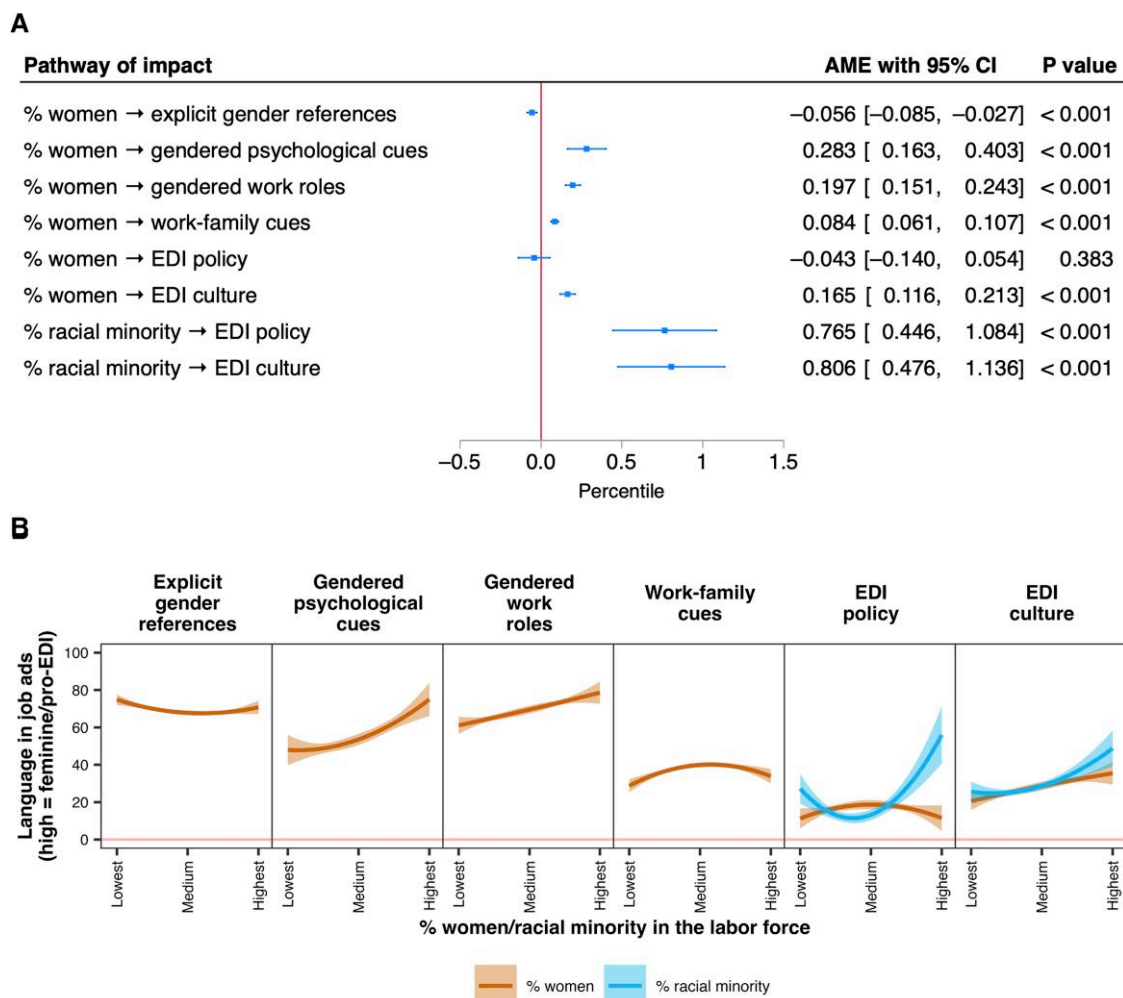 A
Pathway of impact AME with 95% CI P value
% women → explicit gender references −0.056 [−0.085, −0.027] < 0.001
% women → gendered psychological cues 0.283 [ 0.163, 0.403] < 0.001
% women → gendered work roles 0.197 [ 0.151, 0.243] < 0.001
% women → work-family cues 0.084 [ 0.061, 0.107] < 0.001
% women → EDI policy −0.043 [−0.140, 0.054] 0.383
% women → EDI culture 0.165 [ 0.116, 0.213] < 0.001
% racial minority → EDI policy 0.765 [ 0.446, 1.084] < 0.001
% racial minority → EDI culture 0.806 [ 0.476, 1.136] < 0.001
−0.5 0.0 0.5 1 1.5
Percentile
B
Explicit
gender
references
Gendered
psychological
cues
Gendered
work
roles
Work-family
cues
EDI
policy
EDI
culture
Language in job ads
(high = feminine/pro-EDI)
100
80
60
40
20
0
Lowest
Medium
Highest
Lowest
Medium
Highest
Lowest
Medium
Highest
Lowest
Medium
Highest
Lowest
Medium
Highest
Lowest
Medium
Highest
% women/racial minority in the labor force
% women % racial minority